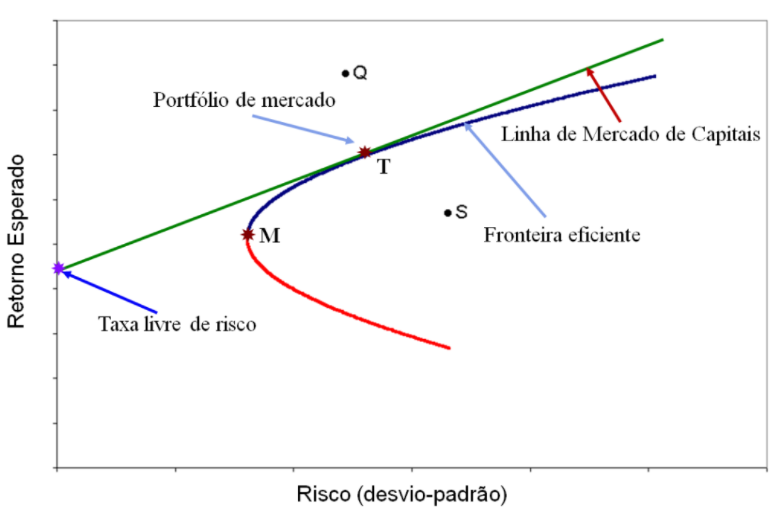 Q
Portfólio de mercado
Linha de Mercado de Capitais
T
S
M
Fronteira eficiente
Taxa livre de risco
Retorno Esperado
Risco (desvio-padrão)